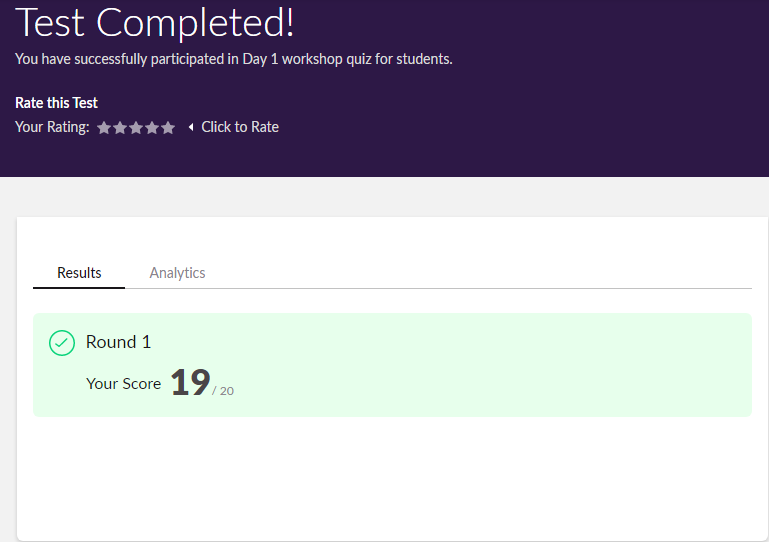 Test Completed!
You have successfully participated in Day 1 workshop quiz for students.
Rate this Test
Your Rating: Click to Rate
Results Analytics
Round 1
Your Score 19 / 20